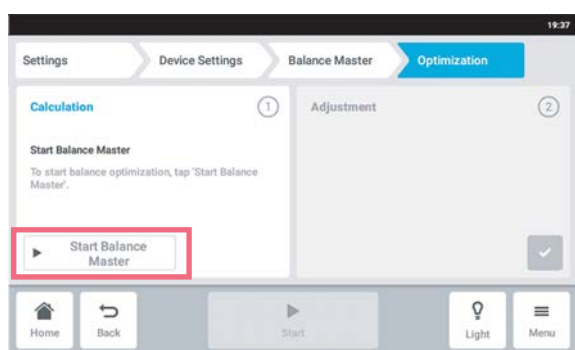 19:37
Settings
Device Settings
Balance Master
Optimization
Calculation
1
Adjustment
2
Start Balance Master
To start balance optimization, tap 'Start Balance
Master'.
Start Balance
Master
Home
Back
Start
Light
Menu